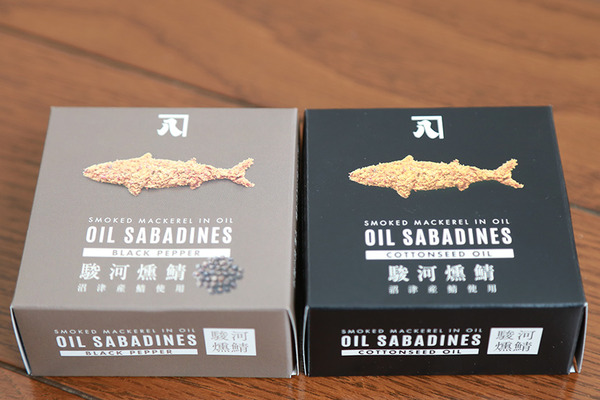 SMOKED MACKEREL IN OIL
OIL SABADINES
BLACK PEPPER
駿河燻鯖
沼津産鯖使用
SMOKED MACKEREL IN OIL
OIL SABADINES
BLACK PEPPER
駿河
燻鯖
SMOKED MACKEREL IN OIL
OIL SABADINES
COTTONSEED OIL
駿河燻鯖
沼津産鯖使用
SMOKED MACKEREL IN OIL
OIL SABADINES
COTTONSEED OIL
駿河
燻鯖